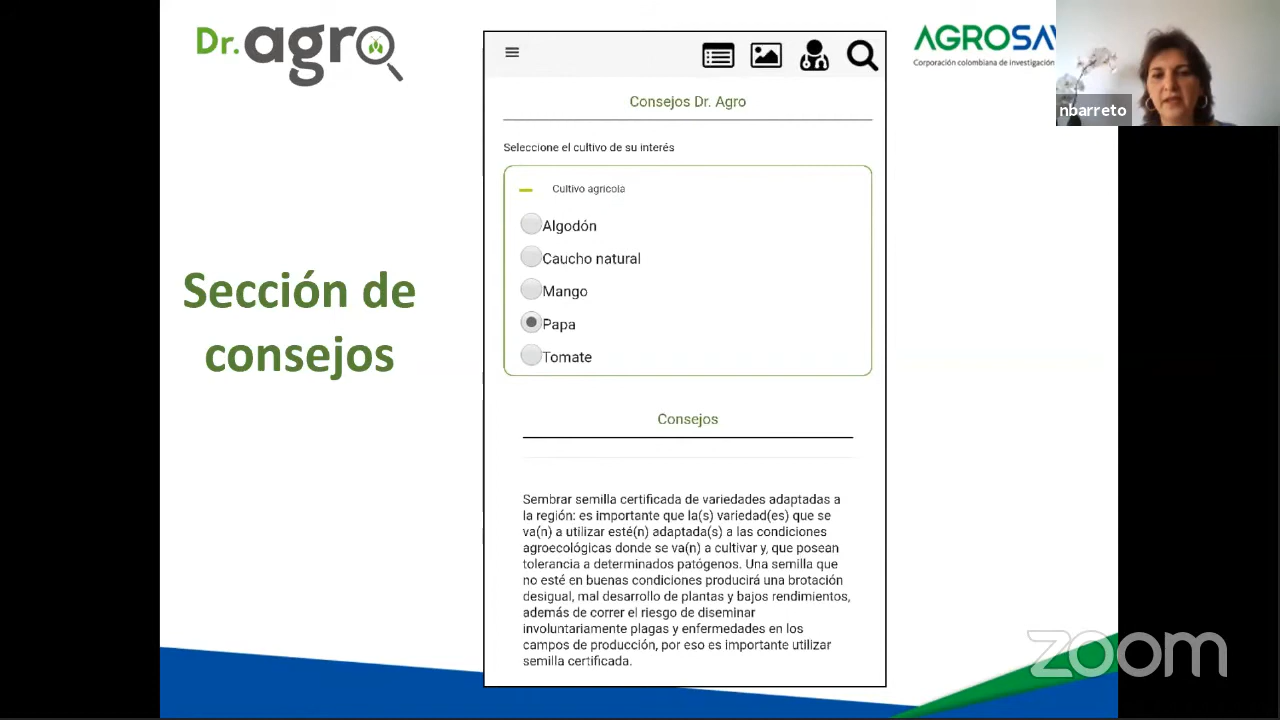 Dr. agro
AGROSAV
Corporación colombiana de investigación
nbarreto
Sección de
consejos
Consejos Dr. Agro
Seleccione el cultivo de su interés
Cultivo agrícola
Algodón
Caucho natural
Mango
Papa
Tomate
Consejos
Sembrar semilla certificada de variedades adaptadas a
la región: es importante que la(s) variedad(es) que se
va(n) a utilizar esté(n) adaptada(s) a las condiciones
agroecológicas donde se va(n) a cultivar y, que posean
tolerancia a determinados patógenos. Una semilla que
no esté en buenas condiciones producirá una brotación
desigual, mal desarrollo de plantas y bajos rendimientos,
además de correr el riesgo de diseminar
involuntariamente plagas y enfermedades en los
campos de producción, por eso es importante utilizar
semilla certificada.
zoom